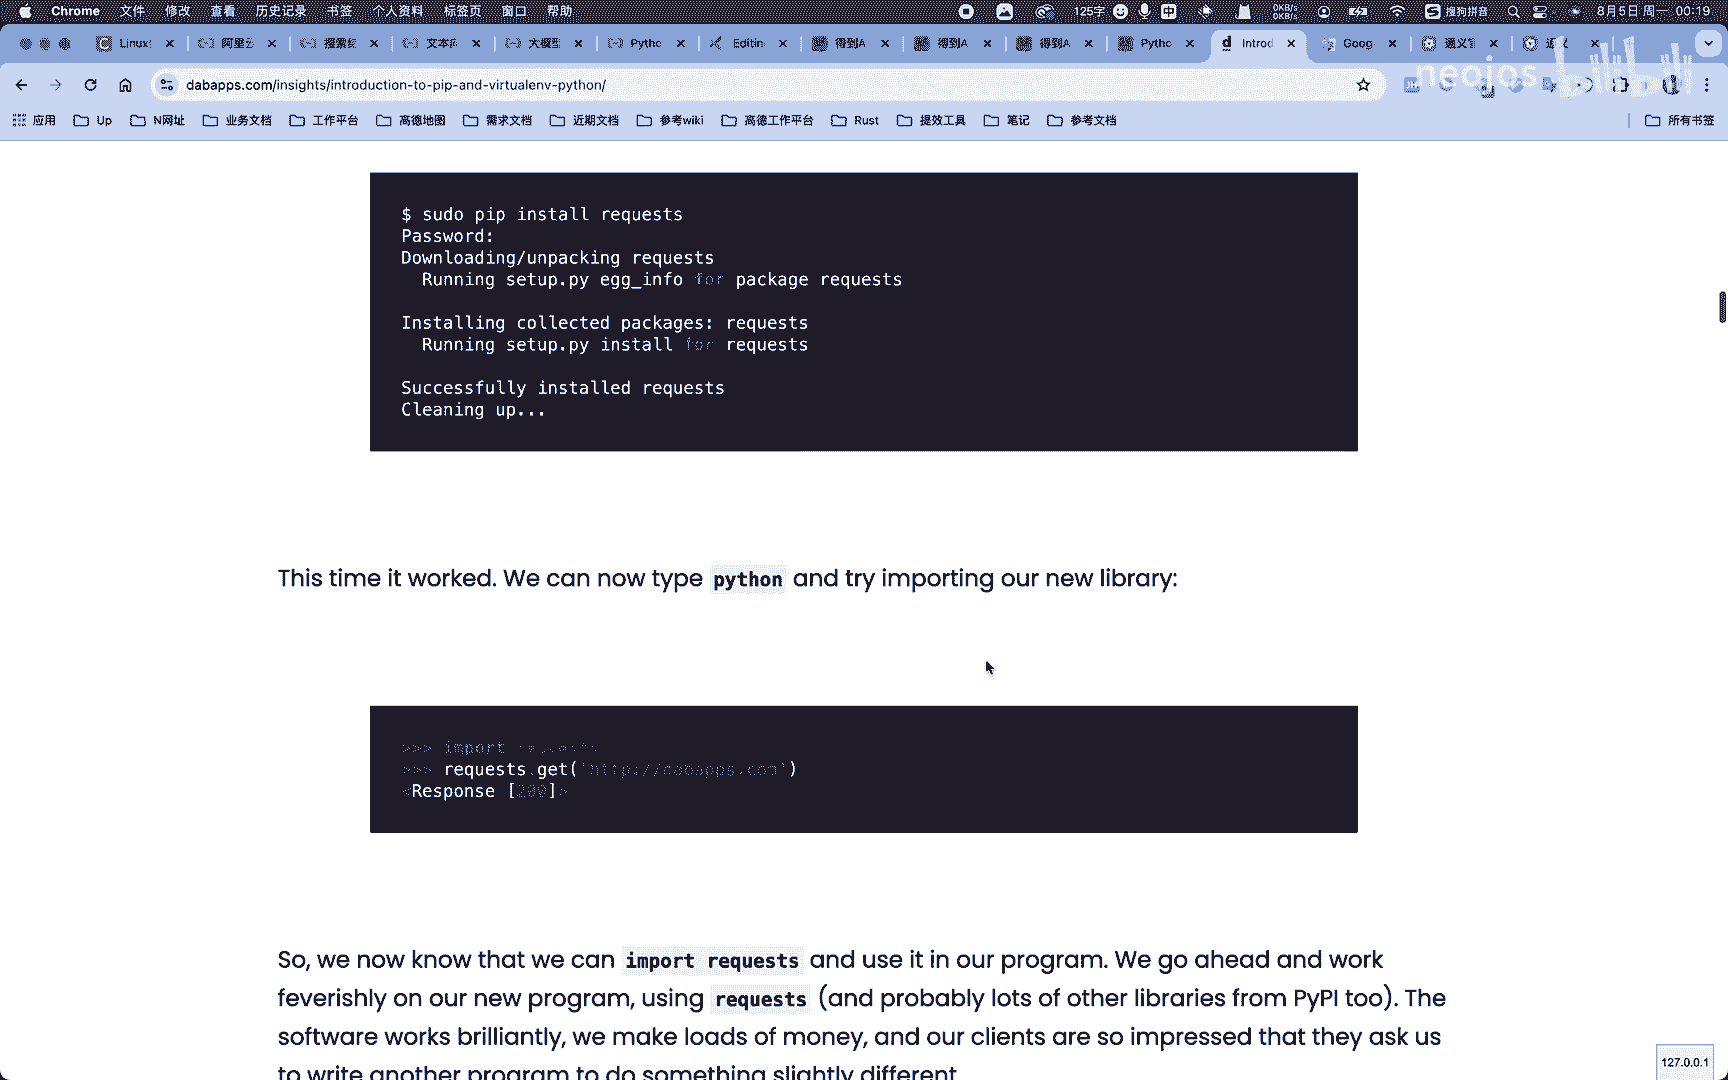 Chrome 文件 修改 查看 历史记录 书签 个人资料 标签页 窗口 帮助 125字 中 0KB/s 0KB/s S 搜狗拼音 8月5日 周一 00:19
Linux 阿里云 搜索 文本向 大模型 Pytho Editin 得到A 得到A 得到A Pytho Introd Goog 通义
dabapps.com/insights/introduction-to-pip-and-virtualenv-python/
neojos bilibili
应用 Up N网址 业务文档 工作平台 高德地图 需求文档 近期文档 参考wiki 高德工作平台 Rust 提效工具 笔记 参考文档 所有书签
$ sudo pip install requests
Password:
Downloading/unpacking requests
Running setup.py egg_info for package requests
Installing collected packages: requests
Running setup.py install for requests
Successfully installed requests
Cleaning up...
This time it worked. We can now type python and try importing our new library:
>>> import requests
>>> requests.get('http://dabapps.com')
<Response [200]>
So, we now know that we can import requests and use it in our program. We go ahead and work
feverishly on our new program, using requests (and probably lots of other libraries from PyPI too). The
software works brilliantly, we make loads of money, and our clients are so impressed that they ask us
to write another program to do something slightly different
127.0.0.1